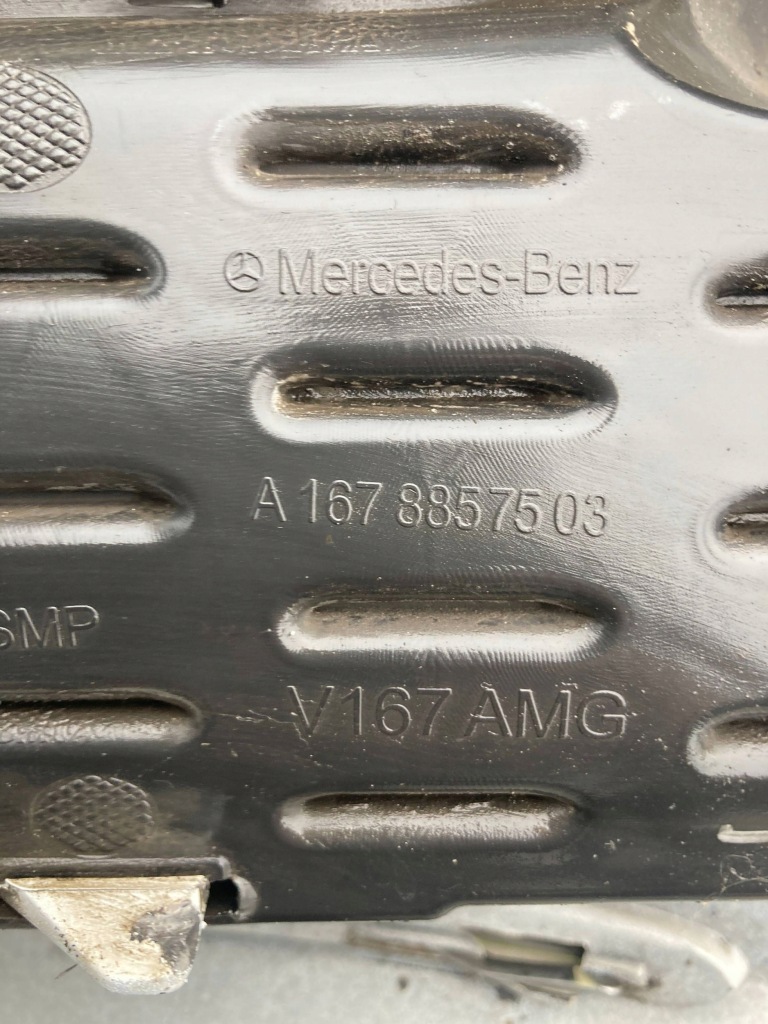 Mercedes-Benz
A 167 885 75 03
SMP
V167 AMG